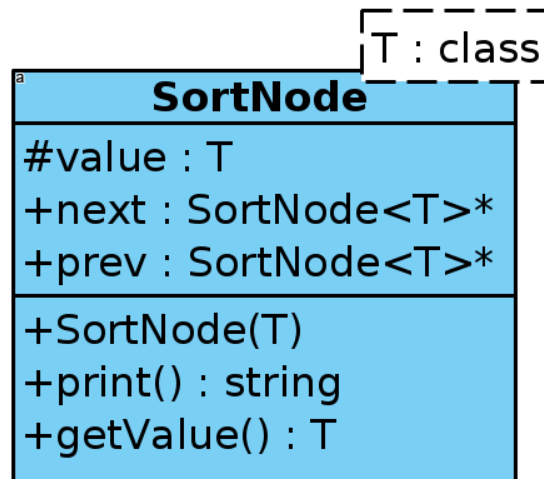 T : class
a
SortNode
#value : T
+next : SortNode<T>*
+prev : SortNode<T>*
+SortNode(T)
+print() : string
+getValue() : T